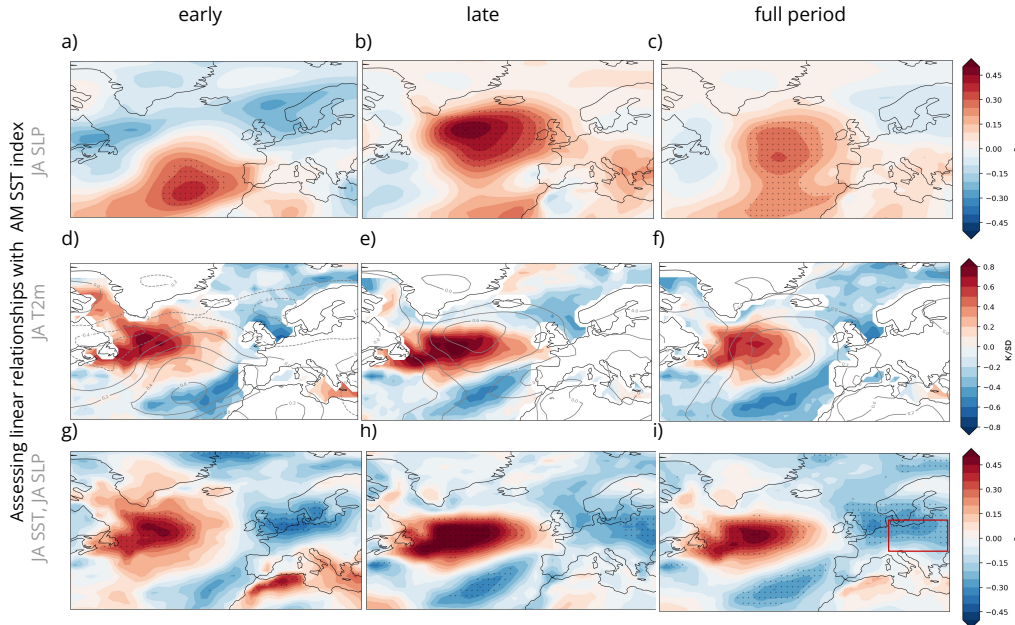 early late full period
a) b) c)
Assessing linear relationships with AM SST index
JA SLP
0.45
0.30
0.15
0.00
−0.15
−0.30
−0.45
d) e) f)
JA T2m
0.8
0.6
0.4
0.2
0.0
−0.2
−0.4
−0.6
−0.8
K/SD
g) h) i)
JA SST, JA SLP
0.45
0.30
0.15
0.00
−0.15
−0.30
−0.45